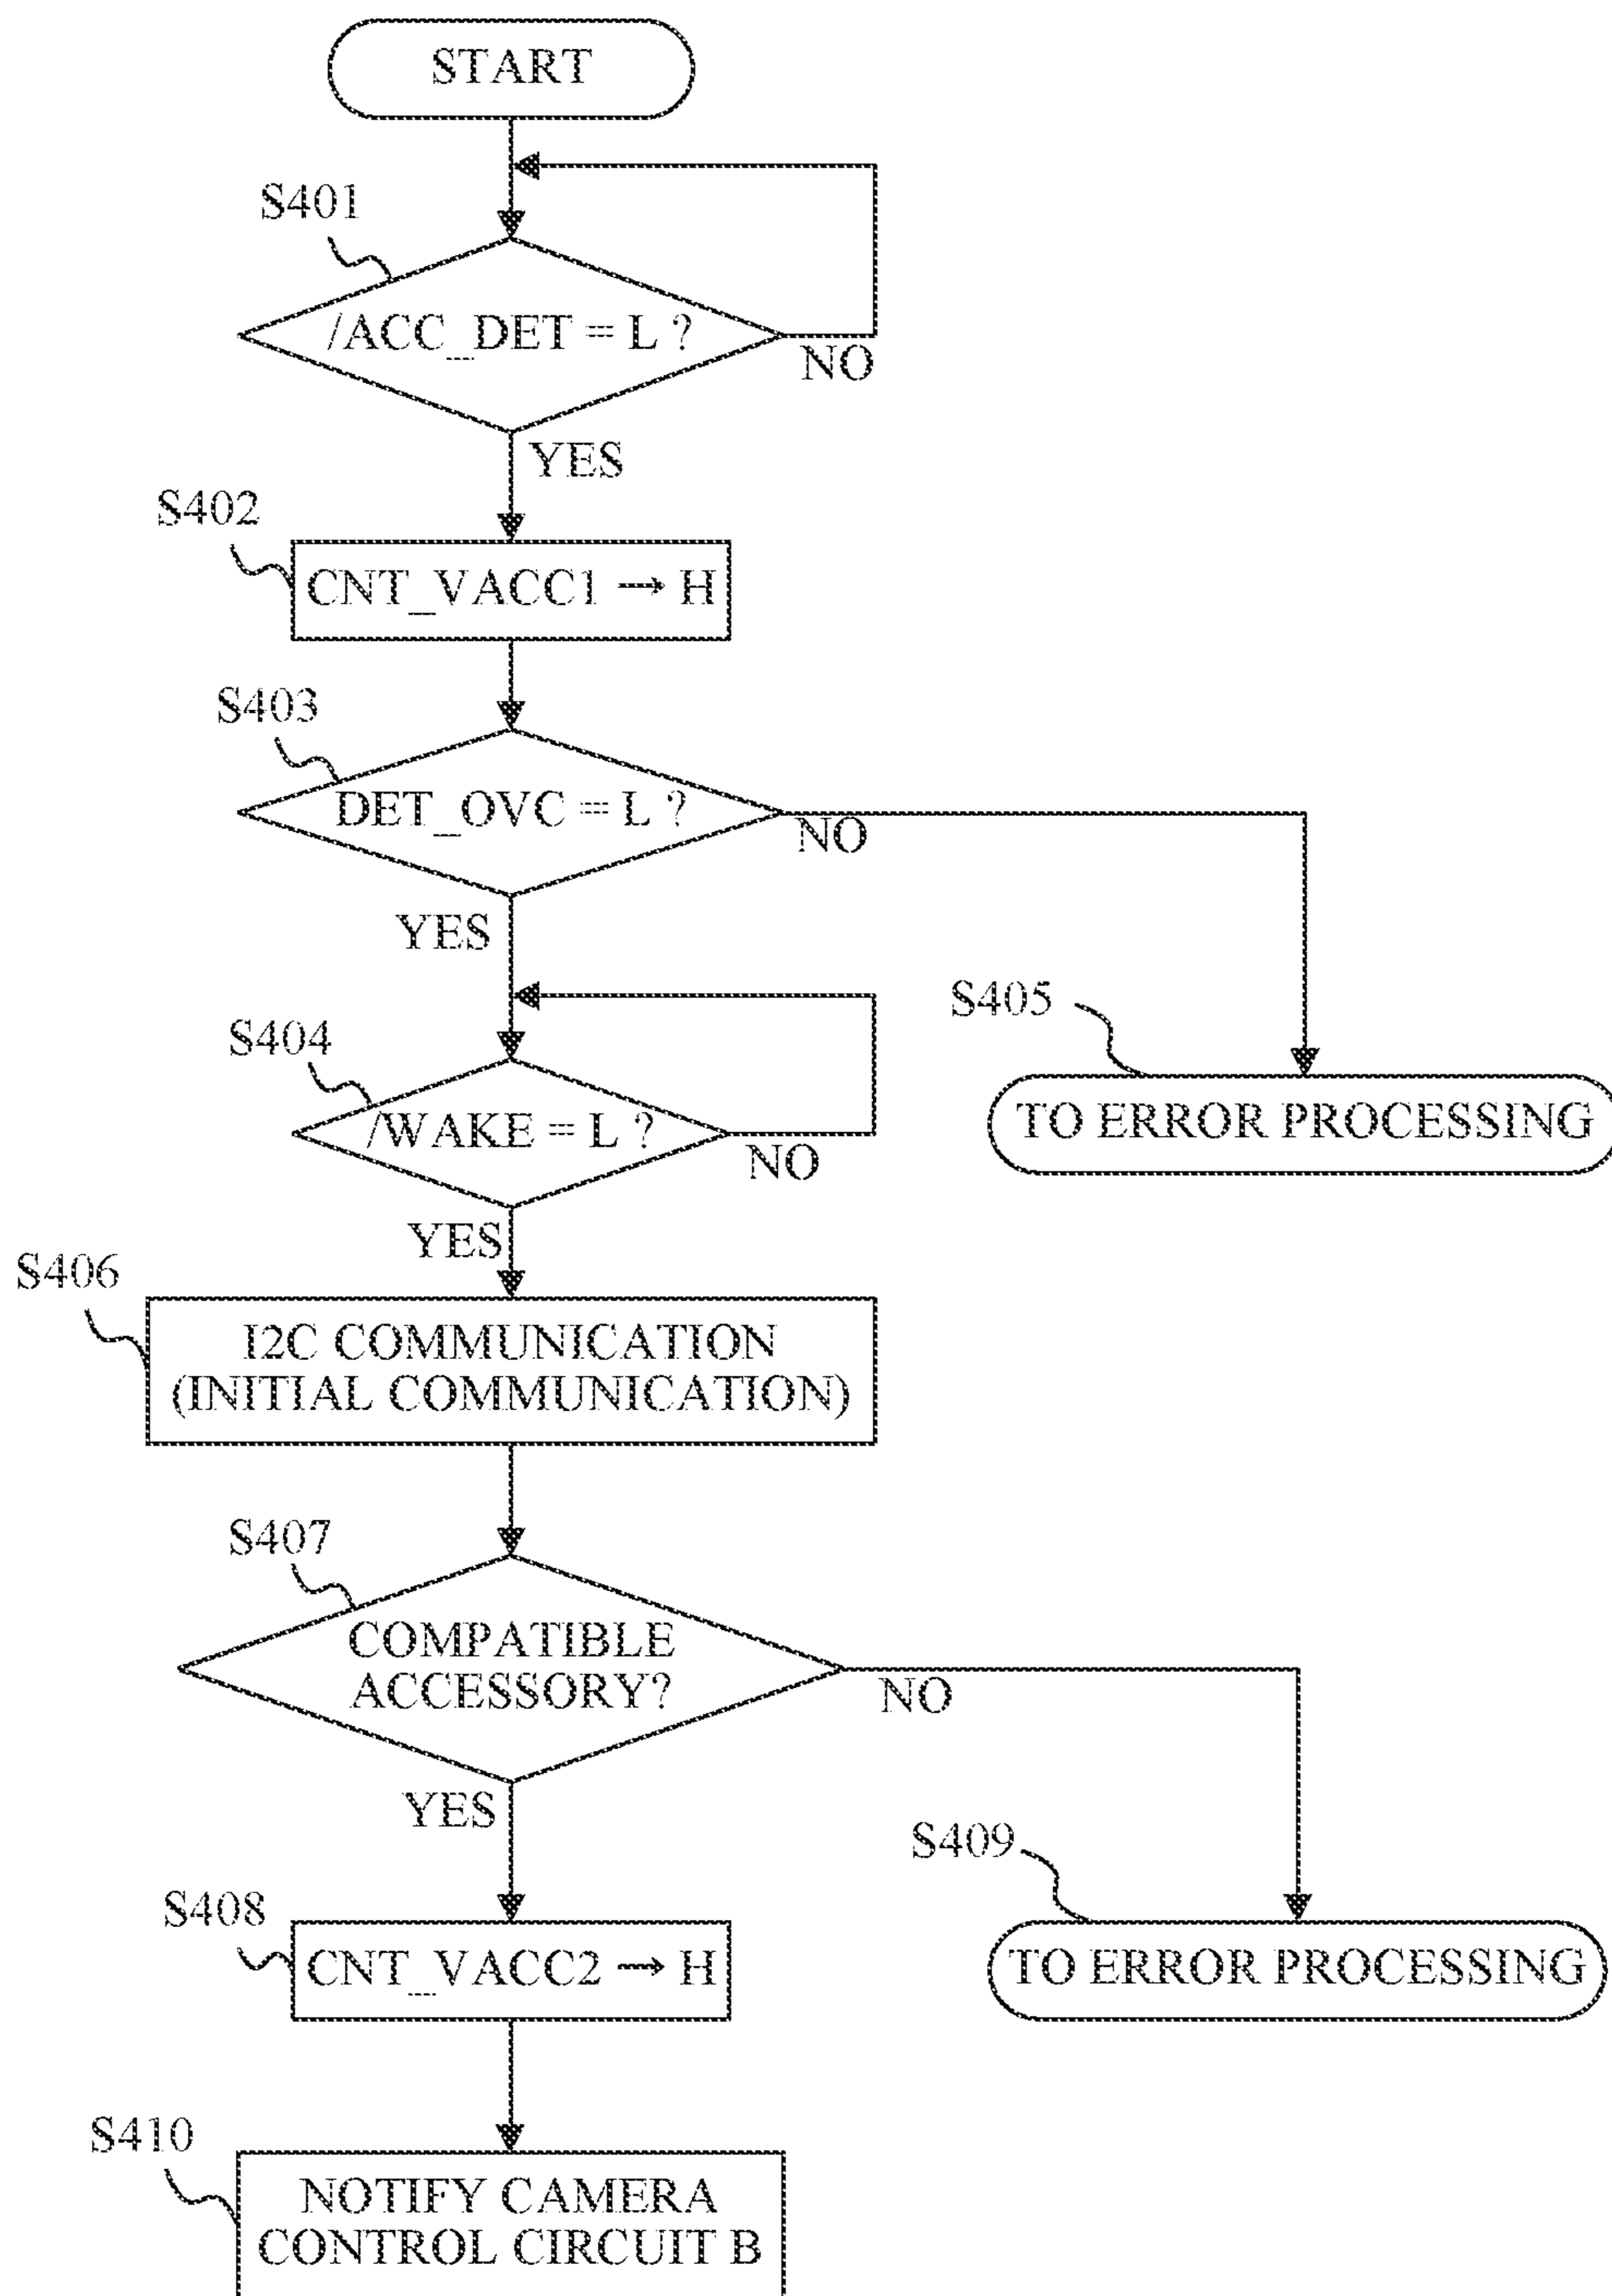 START
S401
/ACC_DET = L ?
NO
YES
S402
CNT_VACC1 → H
S403
DET_OVC = L ?
NO
YES
S404
/WAKE = L ?
NO
YES
S405
TO ERROR PROCESSING
S406
I2C COMMUNICATION
(INITIAL COMMUNICATION)
S407
COMPATIBLE
ACCESSORY?
NO
YES
S408
CNT_VACC2 → H
S409
TO ERROR PROCESSING
S410
NOTIFY CAMERA
CONTROL CIRCUIT B